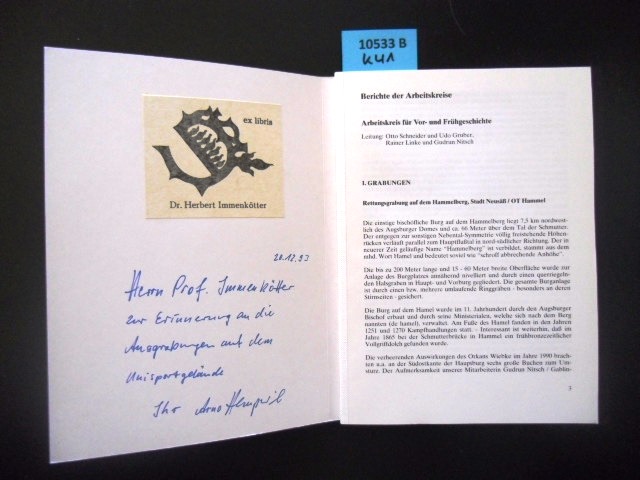 10533 B
KU1
ex libris
Dr. Herbert Immenkötter
20.12.93
Herrn Prof. Immenkötter
zur Erinnerung an die
Ausgrabungen auf dem
Unisportgelände
Ihr Arno
Berichte der Arbeitskreise
Arbeitskreis für Vor- und Frühgeschichte
Leitung: Otto Schneider und Udo Gruber,
Rainer Linke und Gudrun Nitsch
I. GRABUNGEN
Rettungsgrabung auf dem Hammelberg, Stadt Neusäß / OT Hammel
Die einstige bischöfliche Burg auf dem Hammelberg liegt 7,5 km nordwest-
lich des Augsburger Domes und ca. 66 Meter über dem Tal der Schmutter.
Der entgegen zur sonstigen Nebental-Symmetrie völlig freistehende Höhen-
rücken verläuft parallel zum Hauptflußtal in nord-südlicher Richtung. Der in
neuerer Zeit geläufige Name "Hammelberg" ist verbildet, stammt aus dem
mhd. Wort Hamel und bedeutet soviel wie "schroff abbrechende Anhöhe".
Die bis zu 200 Meter lange und 15 - 60 Meter breite Oberfläche wurde zur
Anlage des Burgplatzes annähernd nivelliert und durch einen quertiegeln-
den Halsgraben in Haupt- und Vorburg gegliedert. Die gesamte Burganlage
ist durch einen bzw. mehrere umlaufende Ringgräben - besonders an deren
Stirnseiten - gesichert.
Die Burg auf dem Hamel wurde im 11. Jahrhundert durch den Augsburger
Bischof erbaut und durch seine Ministerialen, welche sich nach dem Berg
nannten (de hamel), verwaltet. Am Fuße des Hamel fanden in den Jahren
1251 und 1270 Kampfhandlungen statt. - Interessant ist weiterhin, daß im
Jahre 1865 bei der Schmutterbrücke in Hammel ein frühbronzezeitlicher
Vollgriffdolch gefunden wurde.
Die verheerenden Auswirkungen des Orkans Wiebke im Jahre 1990 brach-
ten u.a. an der Südostkante der Hauptburg sechs große Buchen zum Um-
sturz. Der Aufmerksamkeit unserer Mitarbeiterin Gudrun Nitsch / Gablin-
3